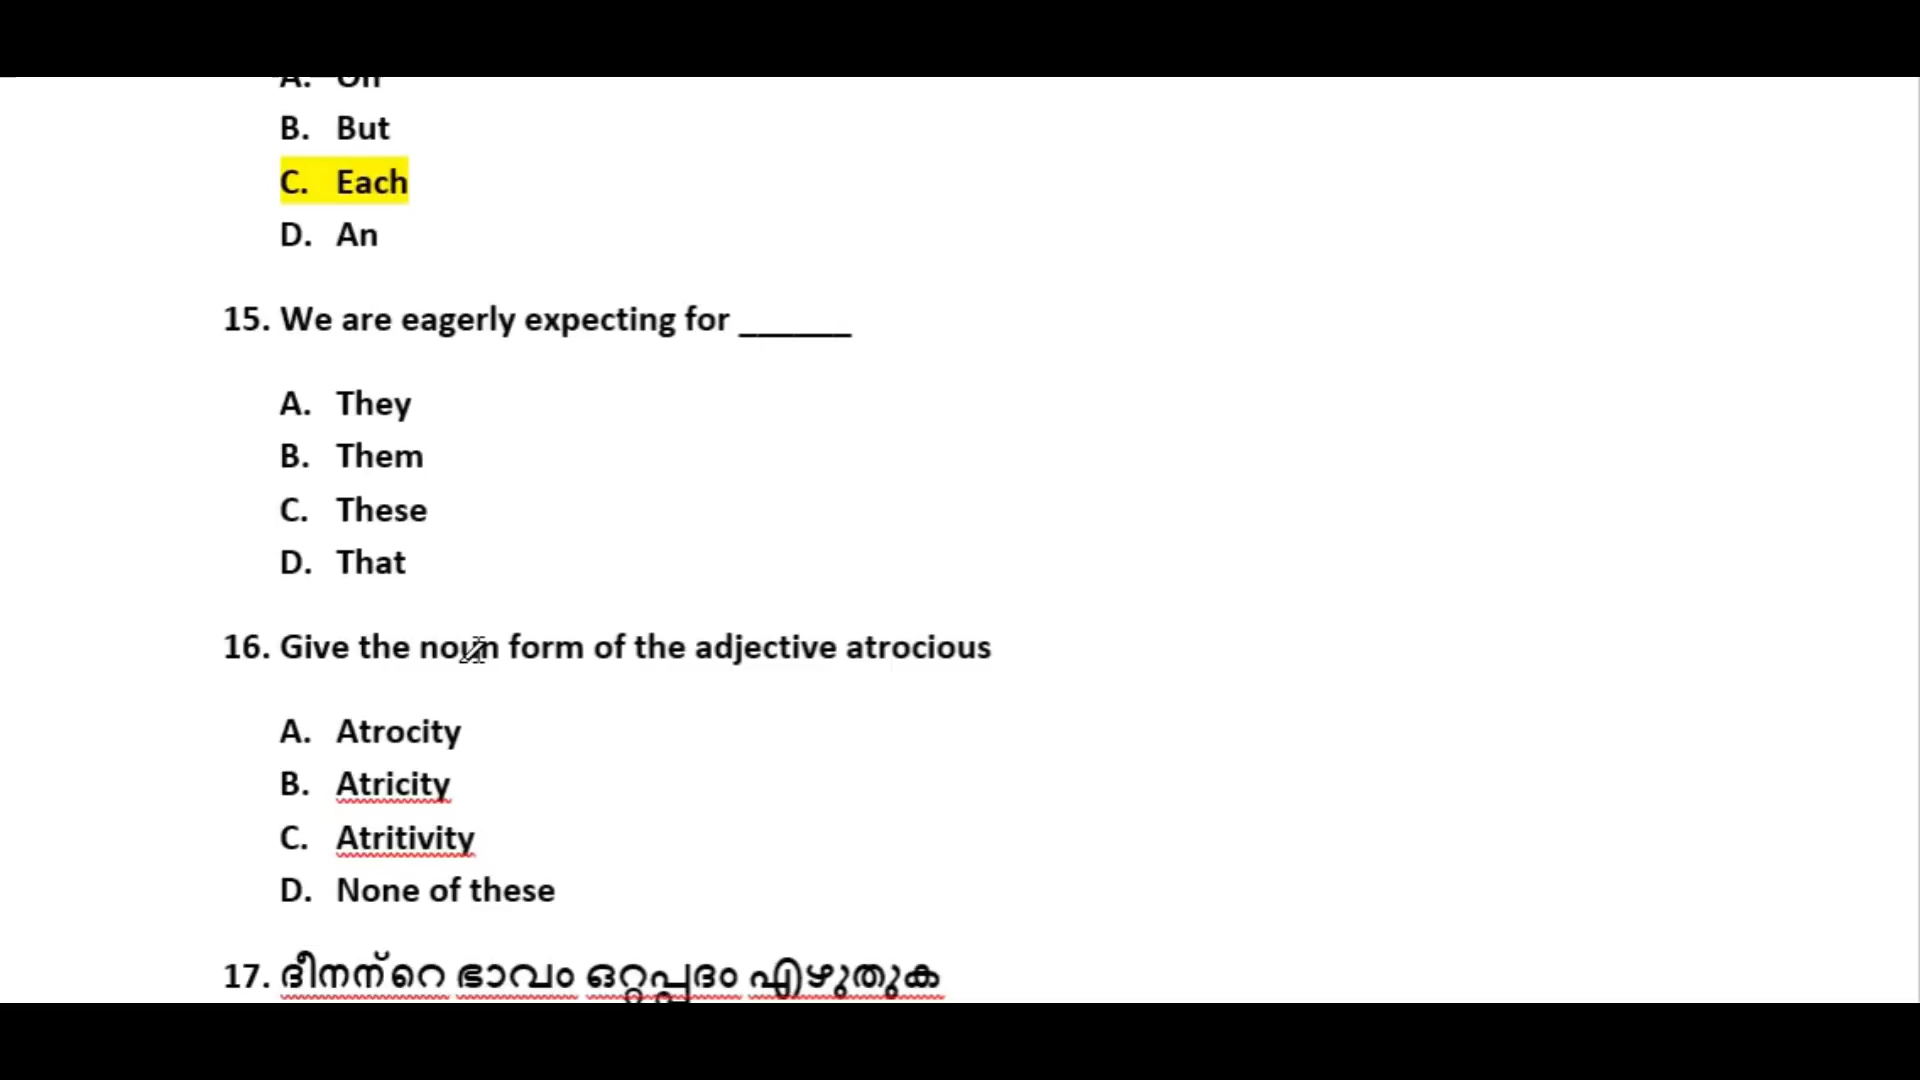 A. On
B. But
C. Each
D. An
15. We are eagerly expecting for ______
A. They
B. Them
C. These
D. That
16. Give the noun form of the adjective atrocious
A. Atrocity
B. Atricity
C. Atritivity
D. None of these
17. ദീനന്റെ ഭാവം ഒറ്റപ്പദം എഴുതുക